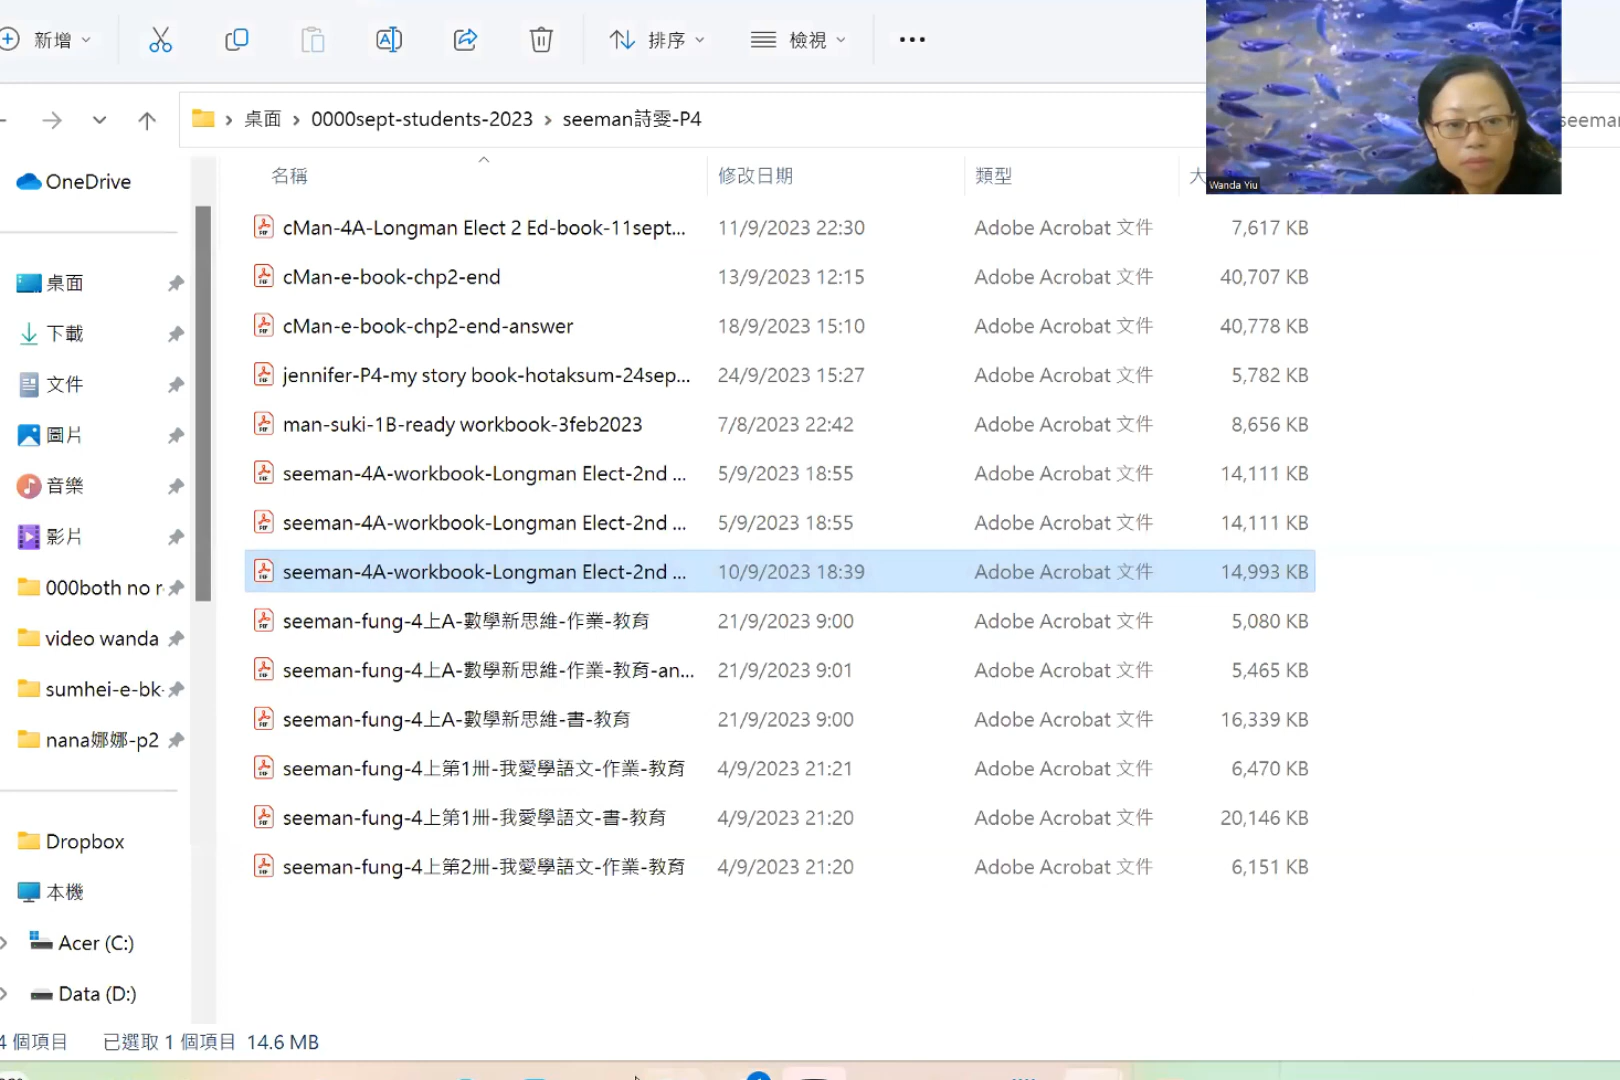 新增
排序
檢視
桌面 > 0000sept-students-2023 > seeman詩雯-P4
seeman
Wanda Yiu
名稱 修改日期 類型 大
OneDrive
桌面
下載
文件
圖片
音樂
影片
000both no r
video wanda
sumhei-e-bk-
nana娜娜-p2
Dropbox
本機
Acer (C:)
Data (D:)
cMan-4A-Longman Elect 2 Ed-book-11sept... 11/9/2023 22:30 Adobe Acrobat 文件 7,617 KB
cMan-e-book-chp2-end 13/9/2023 12:15 Adobe Acrobat 文件 40,707 KB
cMan-e-book-chp2-end-answer 18/9/2023 15:10 Adobe Acrobat 文件 40,778 KB
jennifer-P4-my story book-hotaksum-24sep... 24/9/2023 15:27 Adobe Acrobat 文件 5,782 KB
man-suki-1B-ready workbook-3feb2023 7/8/2023 22:42 Adobe Acrobat 文件 8,656 KB
seeman-4A-workbook-Longman Elect-2nd ... 5/9/2023 18:55 Adobe Acrobat 文件 14,111 KB
seeman-4A-workbook-Longman Elect-2nd ... 5/9/2023 18:55 Adobe Acrobat 文件 14,111 KB
seeman-4A-workbook-Longman Elect-2nd ... 10/9/2023 18:39 Adobe Acrobat 文件 14,993 KB
seeman-fung-4上A-數學新思維-作業-教育 21/9/2023 9:00 Adobe Acrobat 文件 5,080 KB
seeman-fung-4上A-數學新思維-作業-教育-an... 21/9/2023 9:01 Adobe Acrobat 文件 5,465 KB
seeman-fung-4上A-數學新思維-書-教育 21/9/2023 9:00 Adobe Acrobat 文件 16,339 KB
seeman-fung-4上第1冊-我愛學語文-作業-教育 4/9/2023 21:21 Adobe Acrobat 文件 6,470 KB
seeman-fung-4上第1冊-我愛學語文-書-教育 4/9/2023 21:20 Adobe Acrobat 文件 20,146 KB
seeman-fung-4上第2冊-我愛學語文-作業-教育 4/9/2023 21:20 Adobe Acrobat 文件 6,151 KB
4 個項目 已選取 1 個項目 14.6 MB